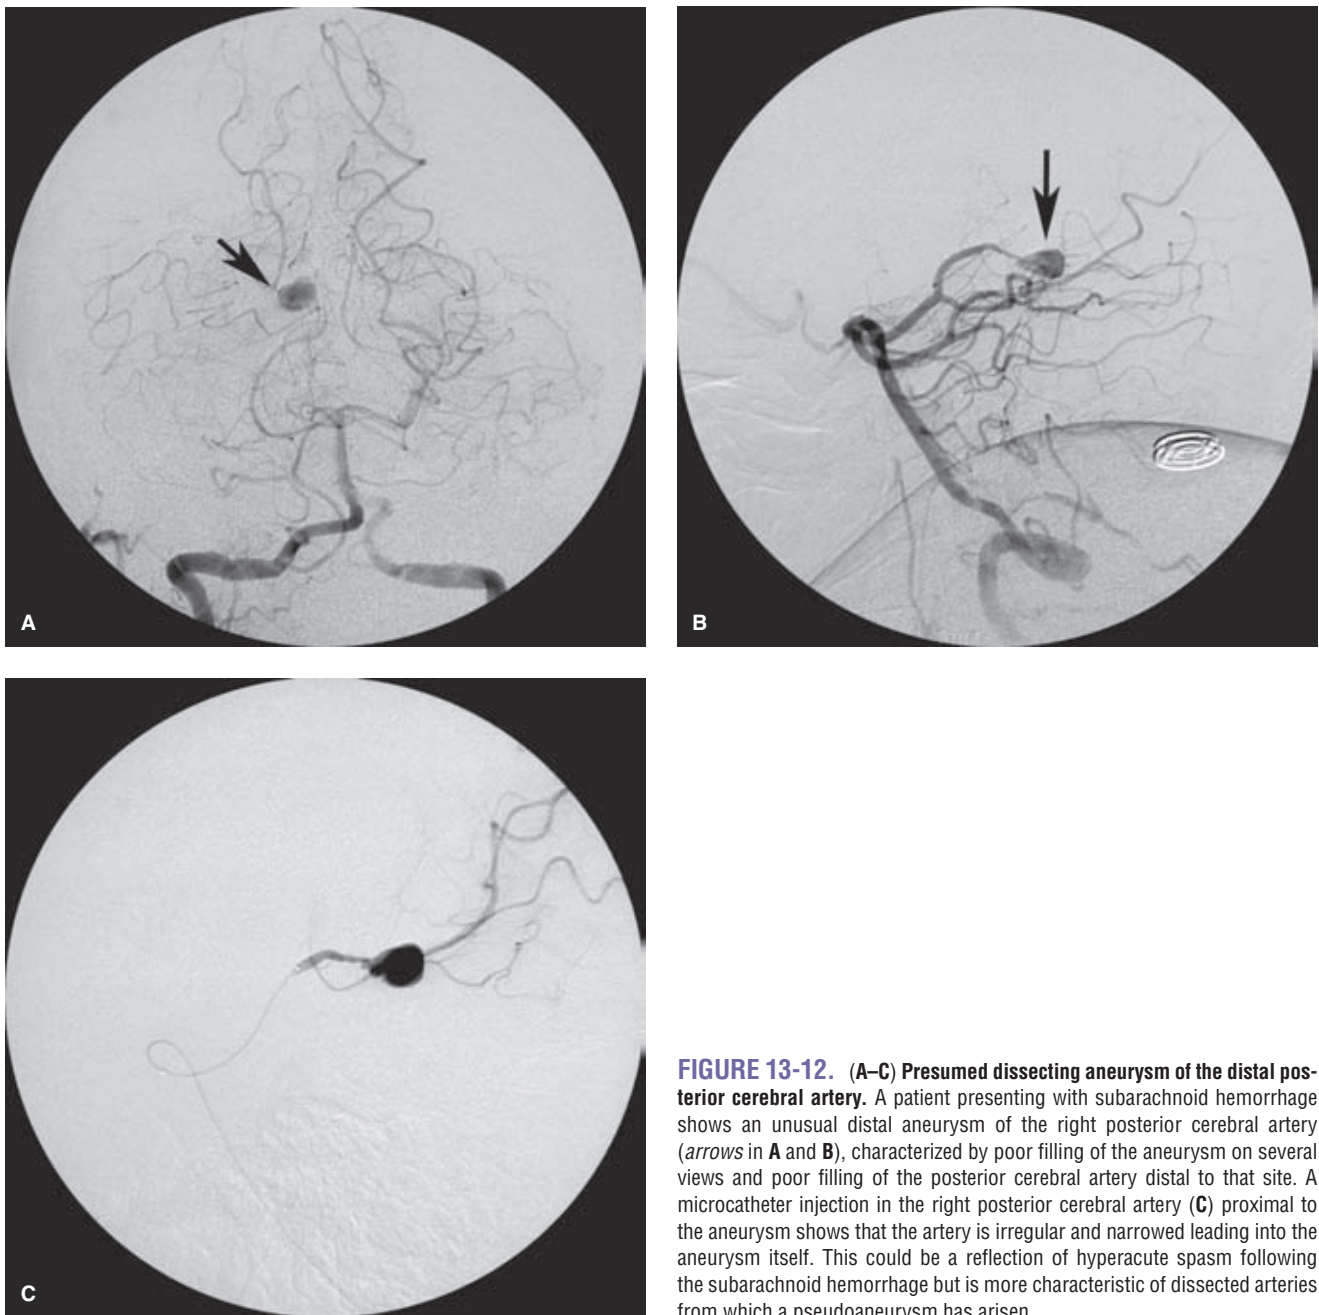 A
B
C
FIGURE 13-12. (A–C) Presumed dissecting aneurysm of the distal pos-
terior cerebral artery. A patient presenting with subarachnoid hemorrhage
shows an unusual distal aneurysm of the right posterior cerebral artery
(arrows in A and B), characterized by poor filling of the aneurysm on several
views and poor filling of the posterior cerebral artery distal to that site. A
microcatheter injection in the right posterior cerebral artery (C) proximal to
the aneurysm shows that the artery is irregular and narrowed leading into the
aneurysm itself. This could be a reflection of hyperacute spasm following
the subarachnoid hemorrhage but is more characteristic of dissected arteries
from which a pseudoaneurysm has arisen.